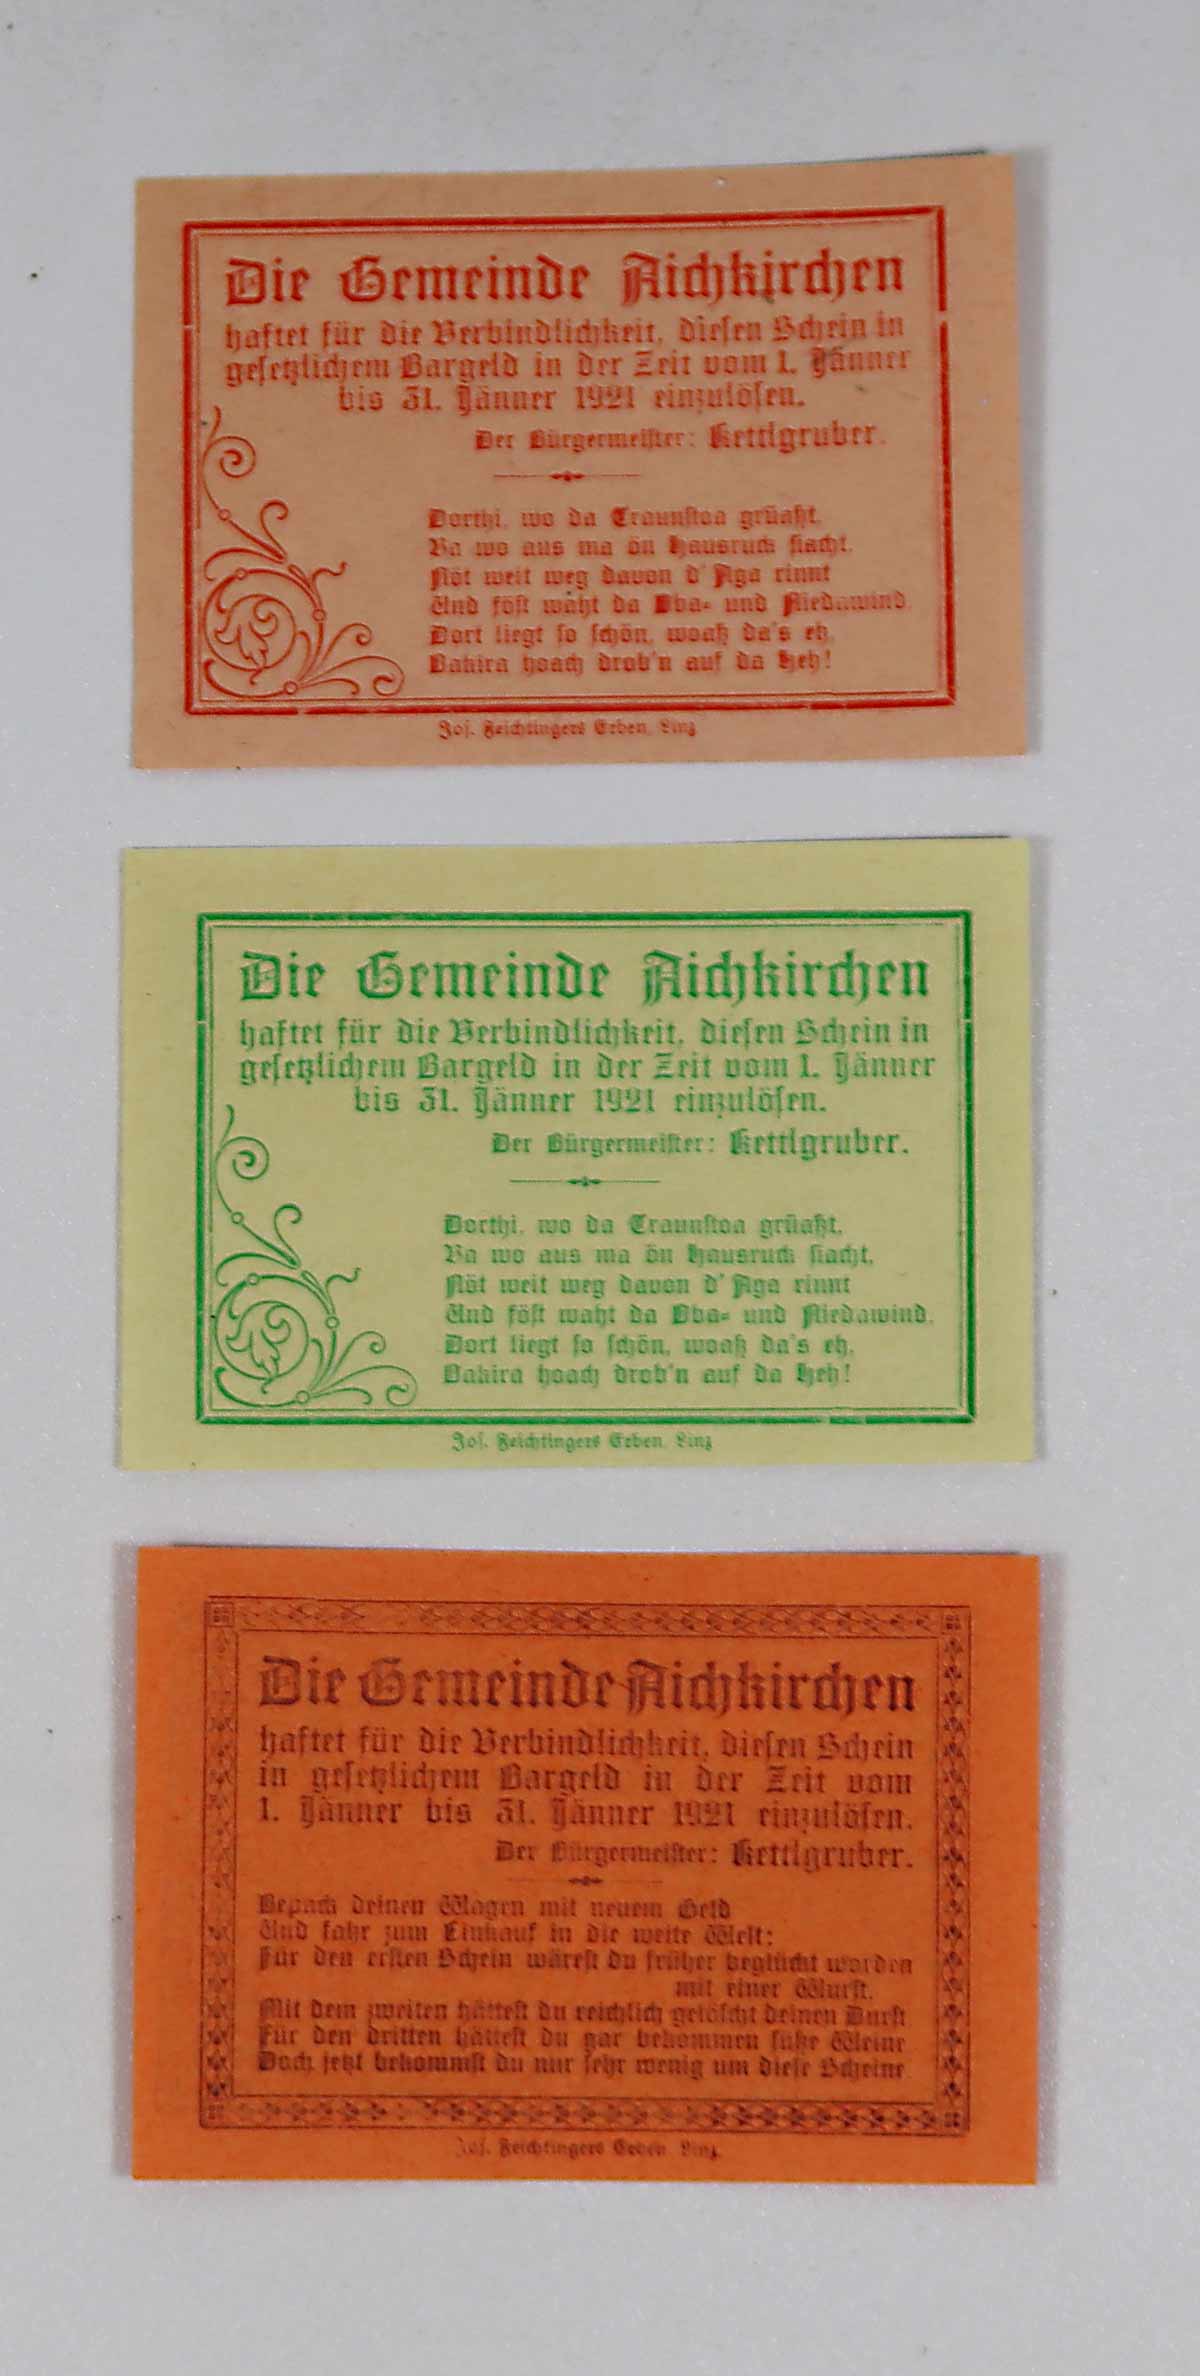 Die Gemeinde Aichkirchen
haftet für die Verbindlichkeit, diesen Schein in
gesetzlichem Bargeld in der Zeit vom 1. Jänner
bis 31. Jänner 1921 einzulösen.
Der Bürgermeister: Kettlgruber.
Dorthi, wo da Traunstoa grüaßt,
Va wo aus ma ön Hausruck siacht,
Nöt weit weg davon d' Aga rinnt
Und föst waht da Oba- und Niedawind,
Dort liegt so schön, woaß da's eh,
Oakira hoach drob'n auf da Heh!
Jos. Feichtingers Erben, Linz
Die Gemeinde Aichkirchen
haftet für die Verbindlichkeit, diesen Schein in
gesetzlichem Bargeld in der Zeit vom 1. Jänner
bis 31. Jänner 1921 einzulösen.
Der Bürgermeister: Kettlgruber.
Dorthi, wo da Traunstoa grüaßt,
Va wo aus ma ön Hausruck siacht,
Nöt weit weg davon d' Aga rinnt
Und föst waht da Oba- und Niedawind,
Dort liegt so schön, woaß da's eh,
Oakira hoach drob'n auf da Heh!
Jos. Feichtingers Erben, Linz
Die Gemeinde Aichkirchen
haftet für die Verbindlichkeit, diesen Schein
in gesetzlichem Bargeld in der Zeit vom
1. Jänner bis 31. Jänner 1921 einzulösen.
Der Bürgermeister: Kettlgruber.
Bepack deinen Wagen mit neuem Geld
Und fahr zum Einkauf in die weite Welt:
Für den ersten Schein wärest du früher beglückt worden
mit einer Wurst,
Mit dem zweiten hättest du reichlich gelöscht deinen Durst
Für den dritten hättest du gar bekommen süße Weine
Doch jetzt bekommst du nur sehr wenig um diese Scheine
Jos. Feichtingers Erben, Linz.